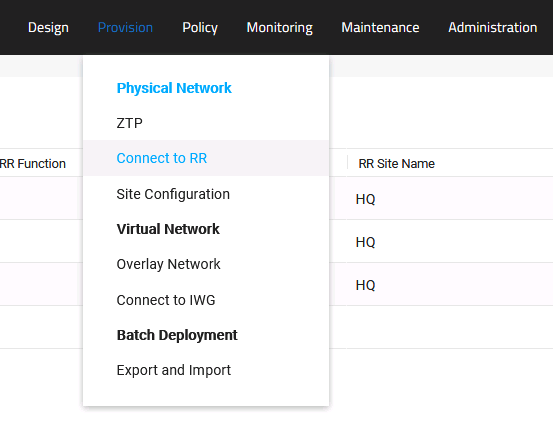 Design Provision Policy Monitoring Maintenance Administration
Physical Network
ZTP
RR Function Connect to RR RR Site Name
Site Configuration HQ
Virtual Network
Overlay Network HQ
Connect to IWG HQ
Batch Deployment
Export and Import